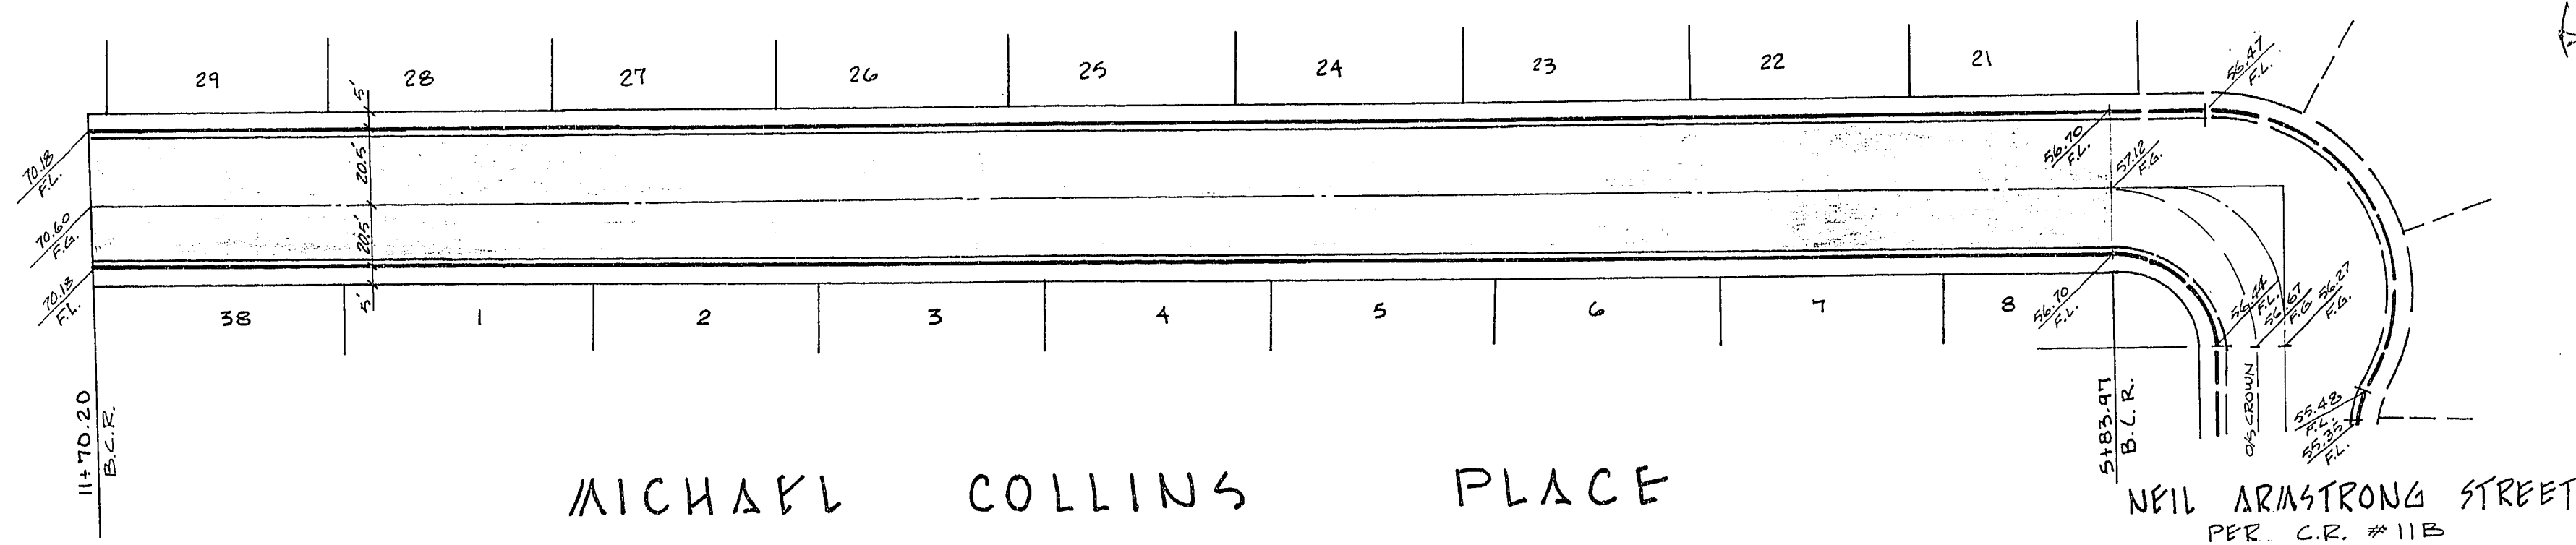 29 28 27 26 25 24 23 22 21
5'
20.5'
20.5'
5'
70.18
F.L.
70.60
F.G.
70.18
F.L.
56.47
F.L.
56.70
F.L.
57.12
F.G.
56.70
F.L.
56.44
F.L.
56.67
F.G.
56.27
F.G.
38 1 2 3 4 5 6 7 8
11+70.20
B.C.R.
5+83.97
B.C.R.
O/S CROWN
55.48
F.L.
55.35
F.L.
MICHAEL COLLINS PLACE
NEIL ARMSTRONG STREET
PER. C.R. #11B